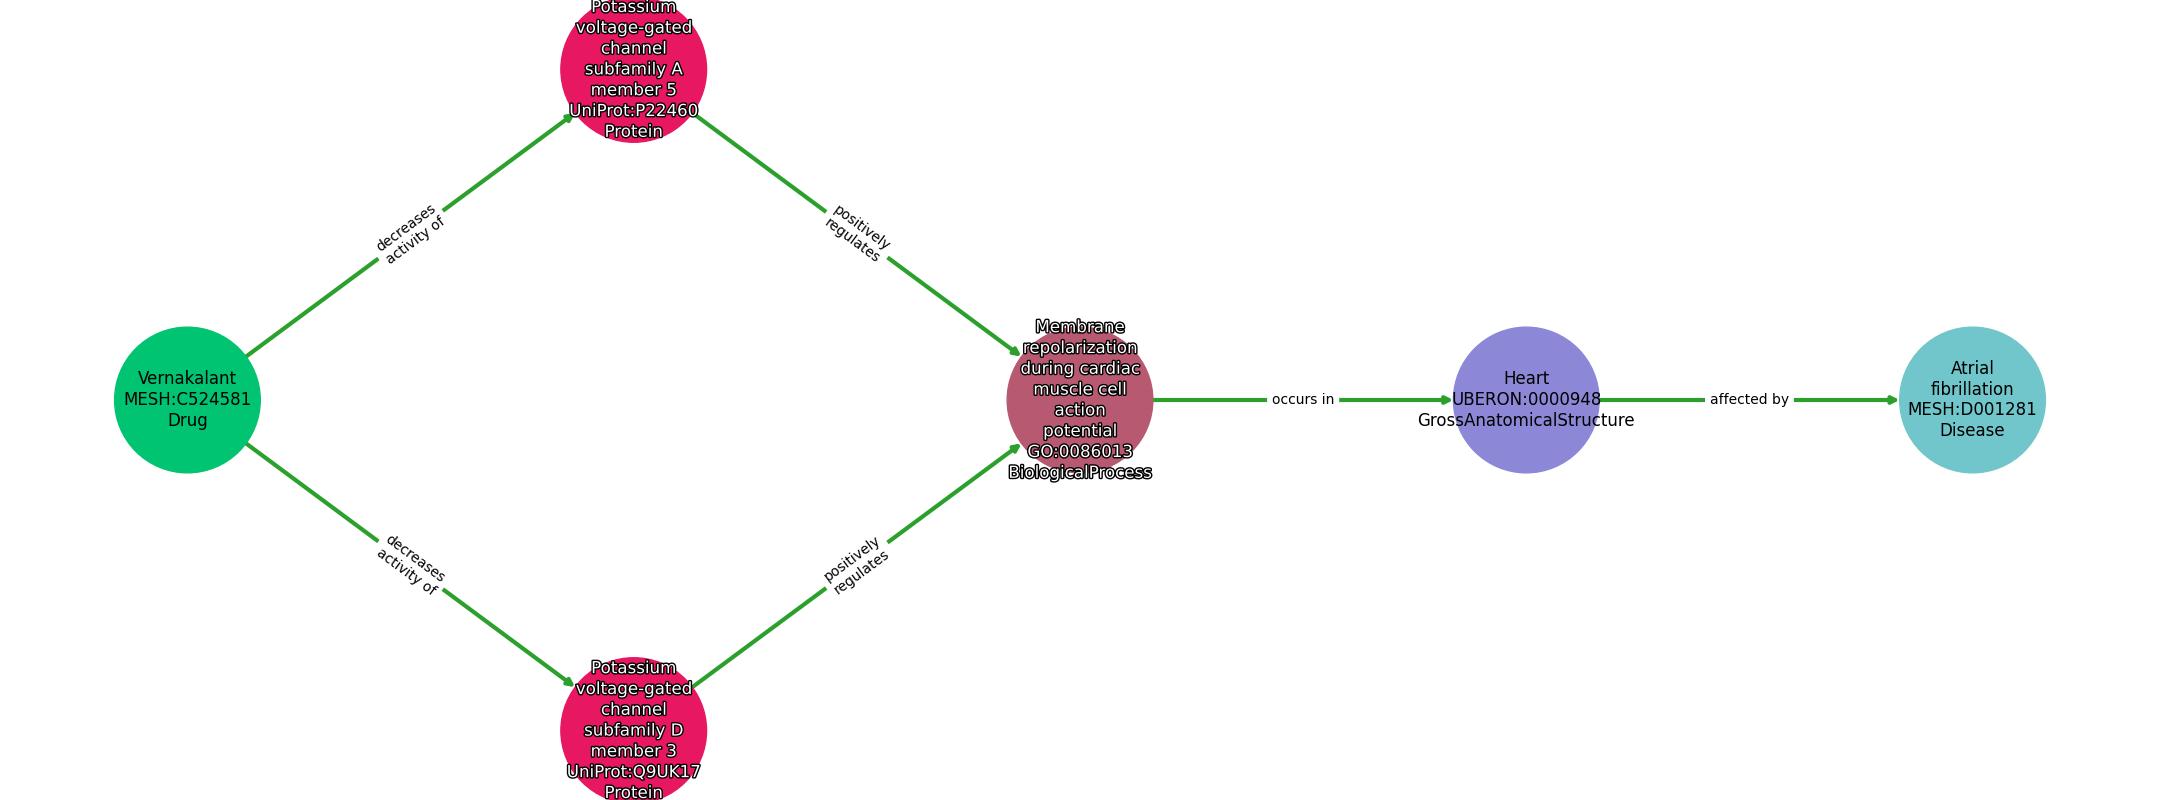 Potassium
voltage-gated
channel
subfamily A
member 5
UniProt:P22460
Protein
decreases
activity of
positively
regulates
Vernakalant
MESH:C524581
Drug
Membrane
repolarization
during cardiac
muscle cell
action
potential
GO:0086013
BiologicalProcess
occurs in
Heart
UBERON:0000948
GrossAnatomicalStructure
affected by
Atrial
fibrillation
MESH:D001281
Disease
decreases
activity of
positively
regulates
Potassium
voltage-gated
channel
subfamily D
member 3
UniProt:Q9UK17
Protein